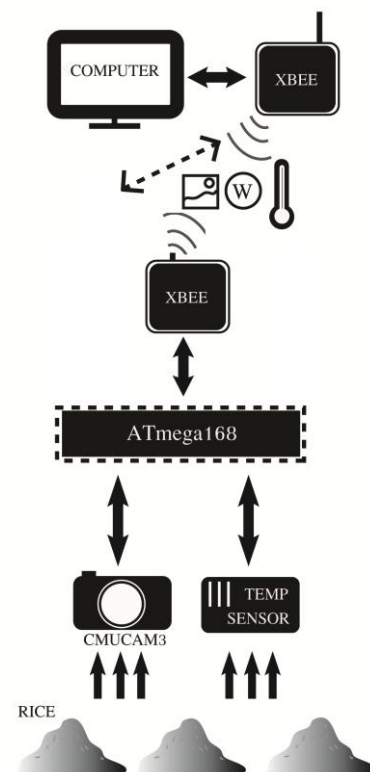 COMPUTER
XBEE
W
XBEE
ATmega168
TEMP
SENSOR
CMUCAM3
RICE